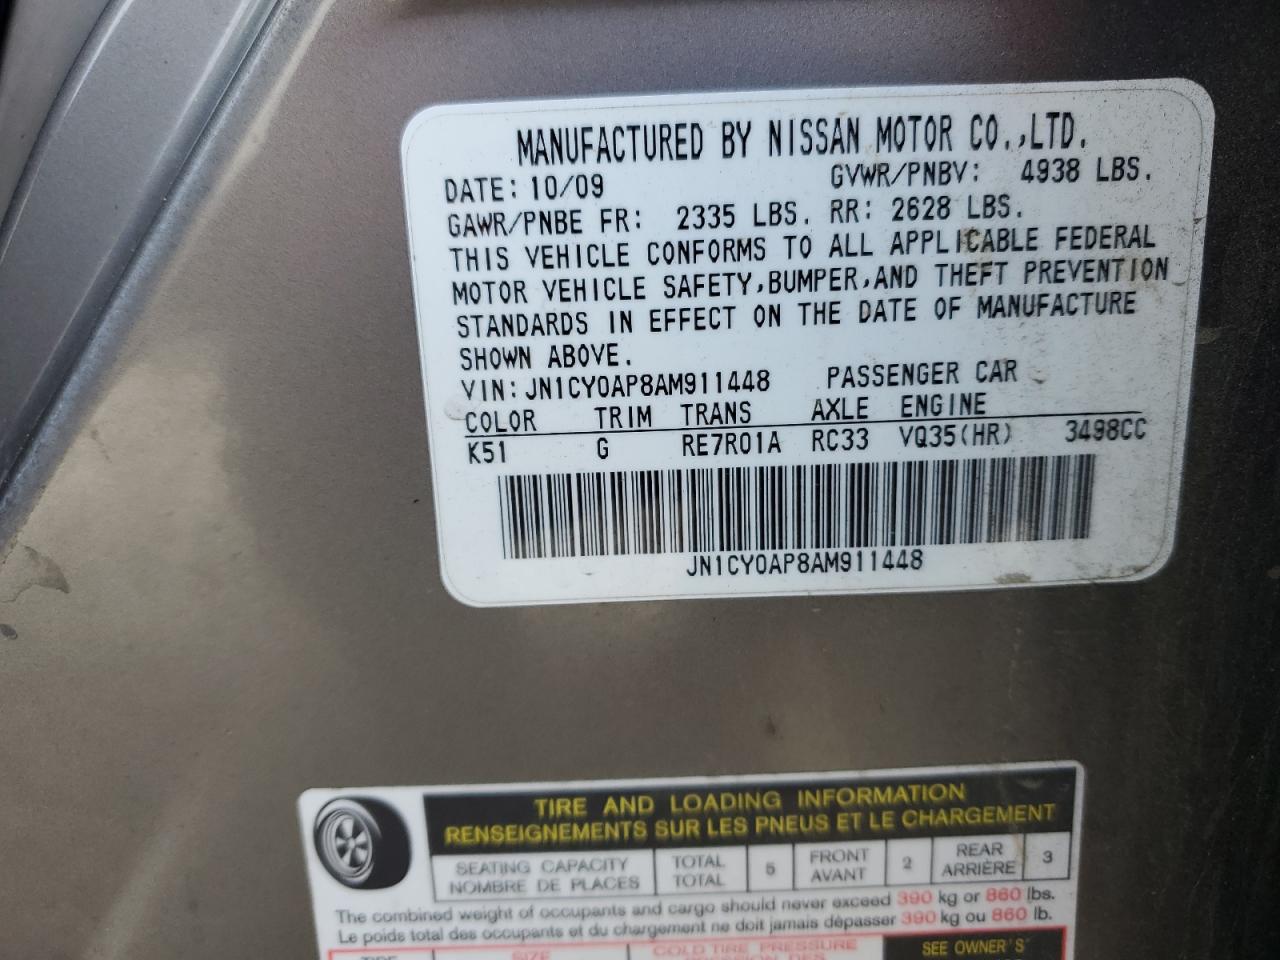 MANUFACTURED BY NISSAN MOTOR CO.,LTD.
DATE: 10/09 GVWR/PNBV: 4938 LBS.
GAWR/PNBE FR: 2335 LBS. RR: 2628 LBS.
THIS VEHICLE CONFORMS TO ALL APPLICABLE FEDERAL
MOTOR VEHICLE SAFETY,BUMPER,AND THEFT PREVENTION
STANDARDS IN EFFECT ON THE DATE OF MANUFACTURE
SHOWN ABOVE.
VIN:JN1CY0AP8AM911448 PASSENGER CAR
COLOR TRIM TRANS AXLE ENGINE
K51 G RE7R01A RC33 VQ35(HR) 3498CC
JN1CY0AP8AM911448
TIRE AND LOADING INFORMATION
RENSEIGNEMENTS SUR LES PNEUS ET LE CHARGEMENT
SEATING CAPACITY TOTAL 5 FRONT 2 REAR 3
NOMBRE DE PLACES TOTAL AVANT ARRIÈRE
The combined weight of occupants and cargo should never exceed 390 kg or 860 lbs.
Le poids total des occupants et du chargement ne doit jamais dépasser 390 kg ou 860 lb.
TIRE SIZE COLD TIRE PRESSURE SEE OWNER'S